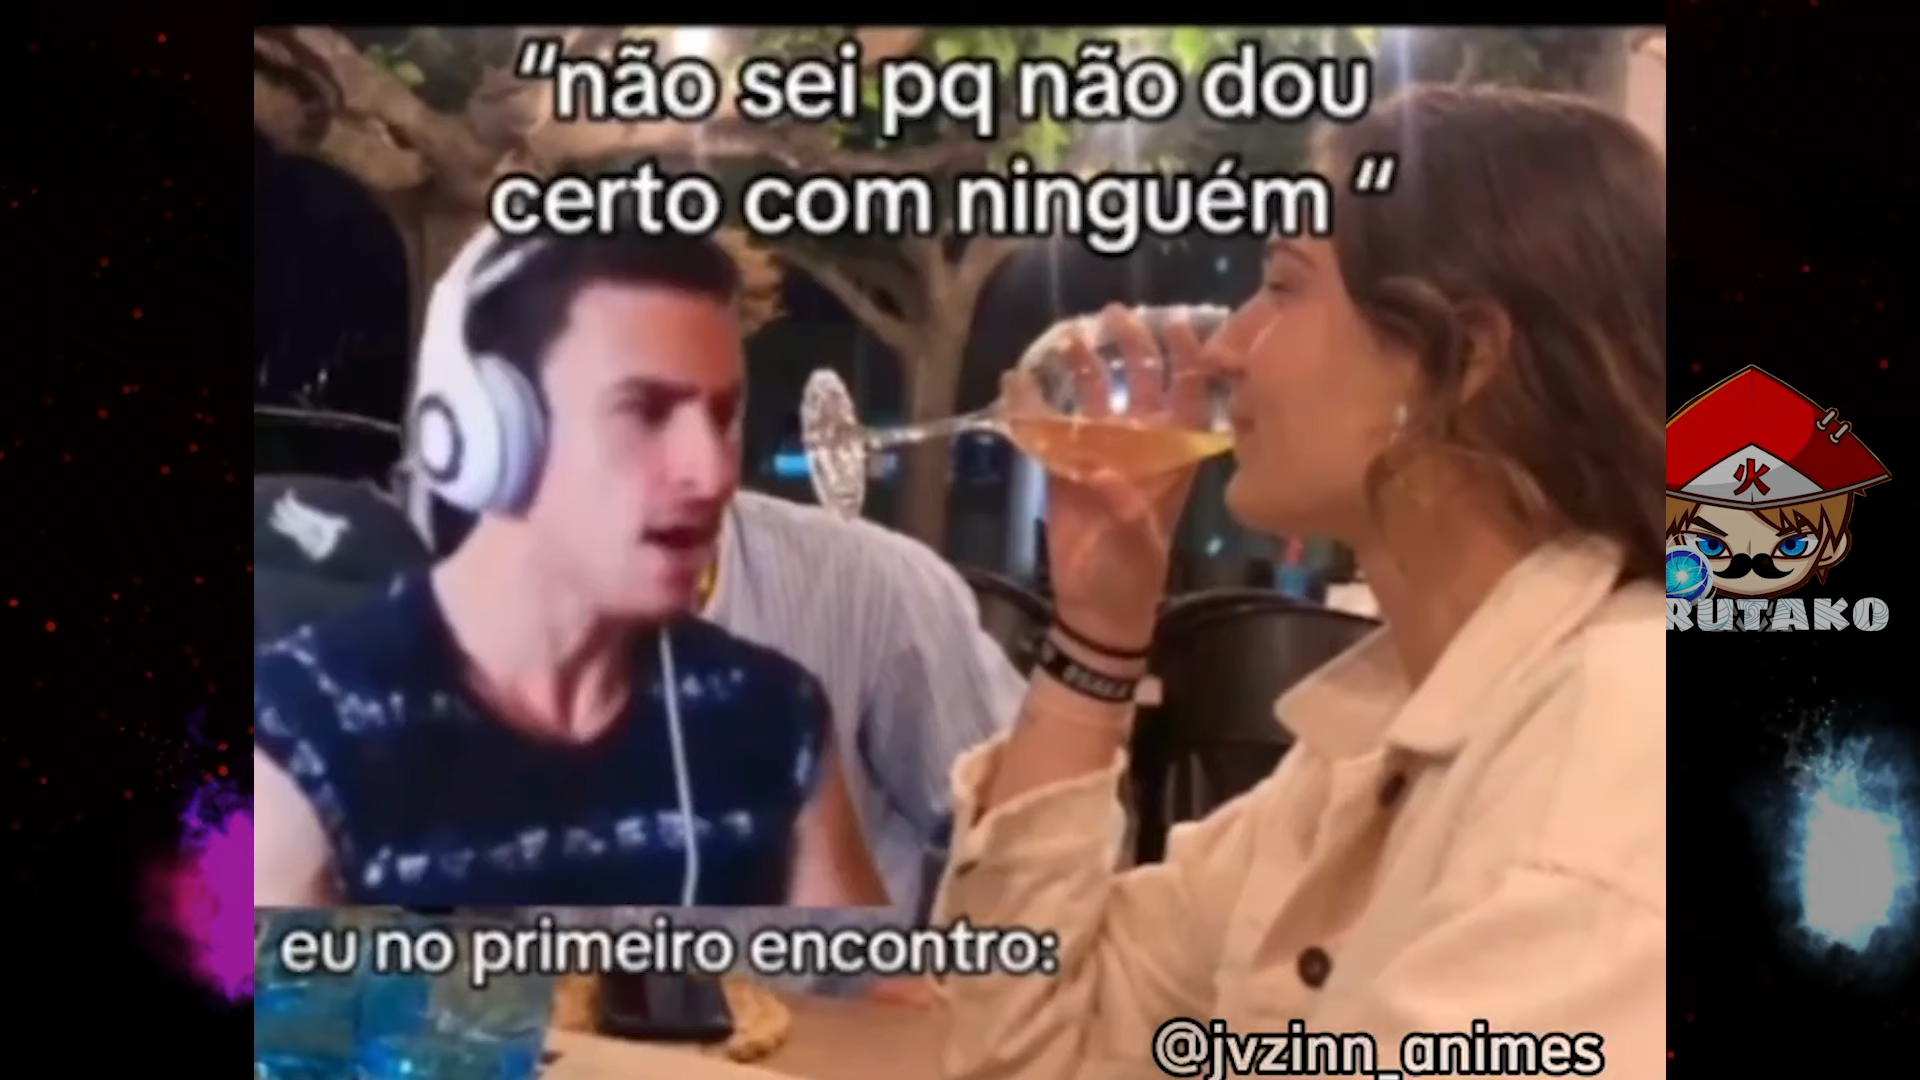 “não sei pq não dou
certo com ninguém “
火
RUTAKO
eu no primeiro encontro:
@jvzinn_animes